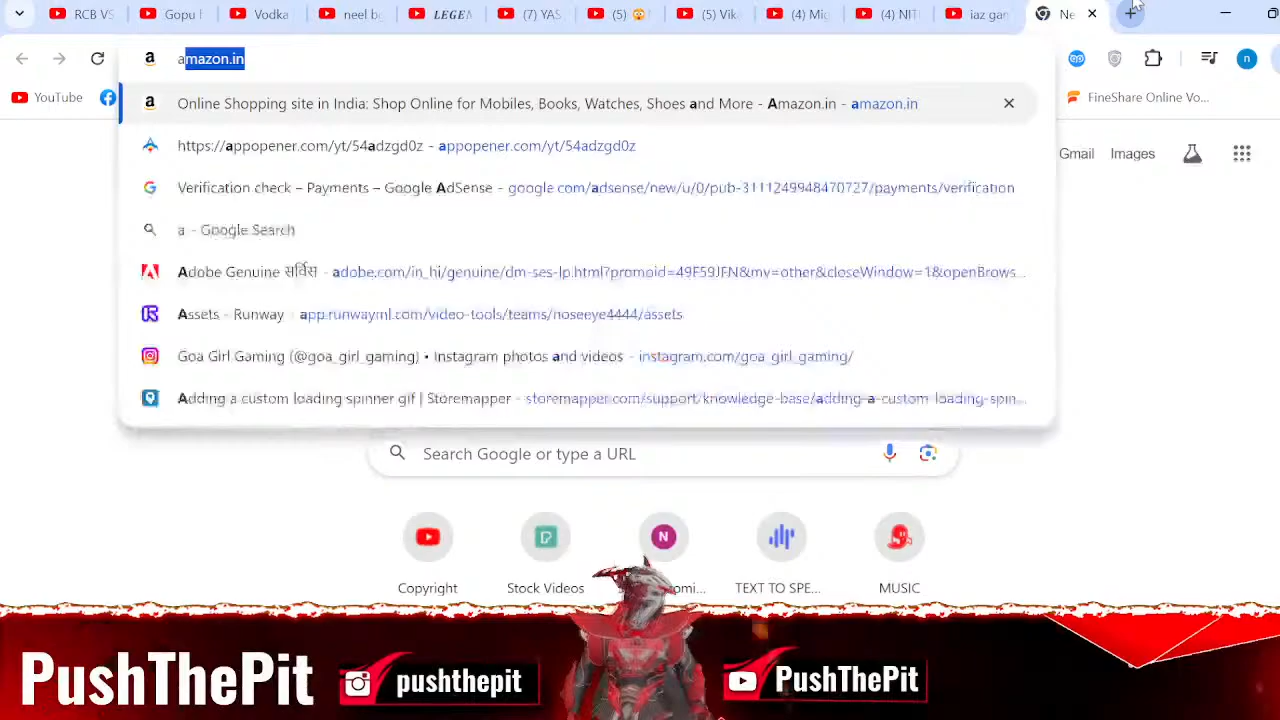 RCB VS
Gopu
Vodka
neel b
LEGE
(7) YAS
(5)
(5) Vik
(4) Mi
(4) NIT
iaz gan
Ne
amazon.in
YouTube
FineShare Online Vo...
Online Shopping site in India: Shop Online for Mobiles, Books, Watches, Shoes and More - Amazon.in - amazon.in
https://appopener.com/yt/54adzgd0z - appopener.com/yt/54adzgd0z
Gmail
Images
Verification check – Payments – Google AdSense - google.com/adsense/new/u/0/pub-3111249948470727/payments/verification
a - Google Search
Adobe Genuine सर्विस - adobe.com/in_hi/genuine/dm-ses-lp.html?promoid=49F59JFN&mv=other&closeWindow=1&openBrows...
Assets - Runway - app.runwayml.com/video-tools/teams/noseeye4444/assets
Goa Girl Gaming (@goa_girl_gaming) • Instagram photos and videos - instagram.com/goa_girl_gaming/
Adding a custom loading spinner gif | Storemapper - storemapper.com/support/knowledge-base/adding-a-custom-loading-spin...
Search Google or type a URL
N
Copyright
Stock Videos
TEXT TO SPE...
MUSIC
PushThePit
pushthepit
PushThePit